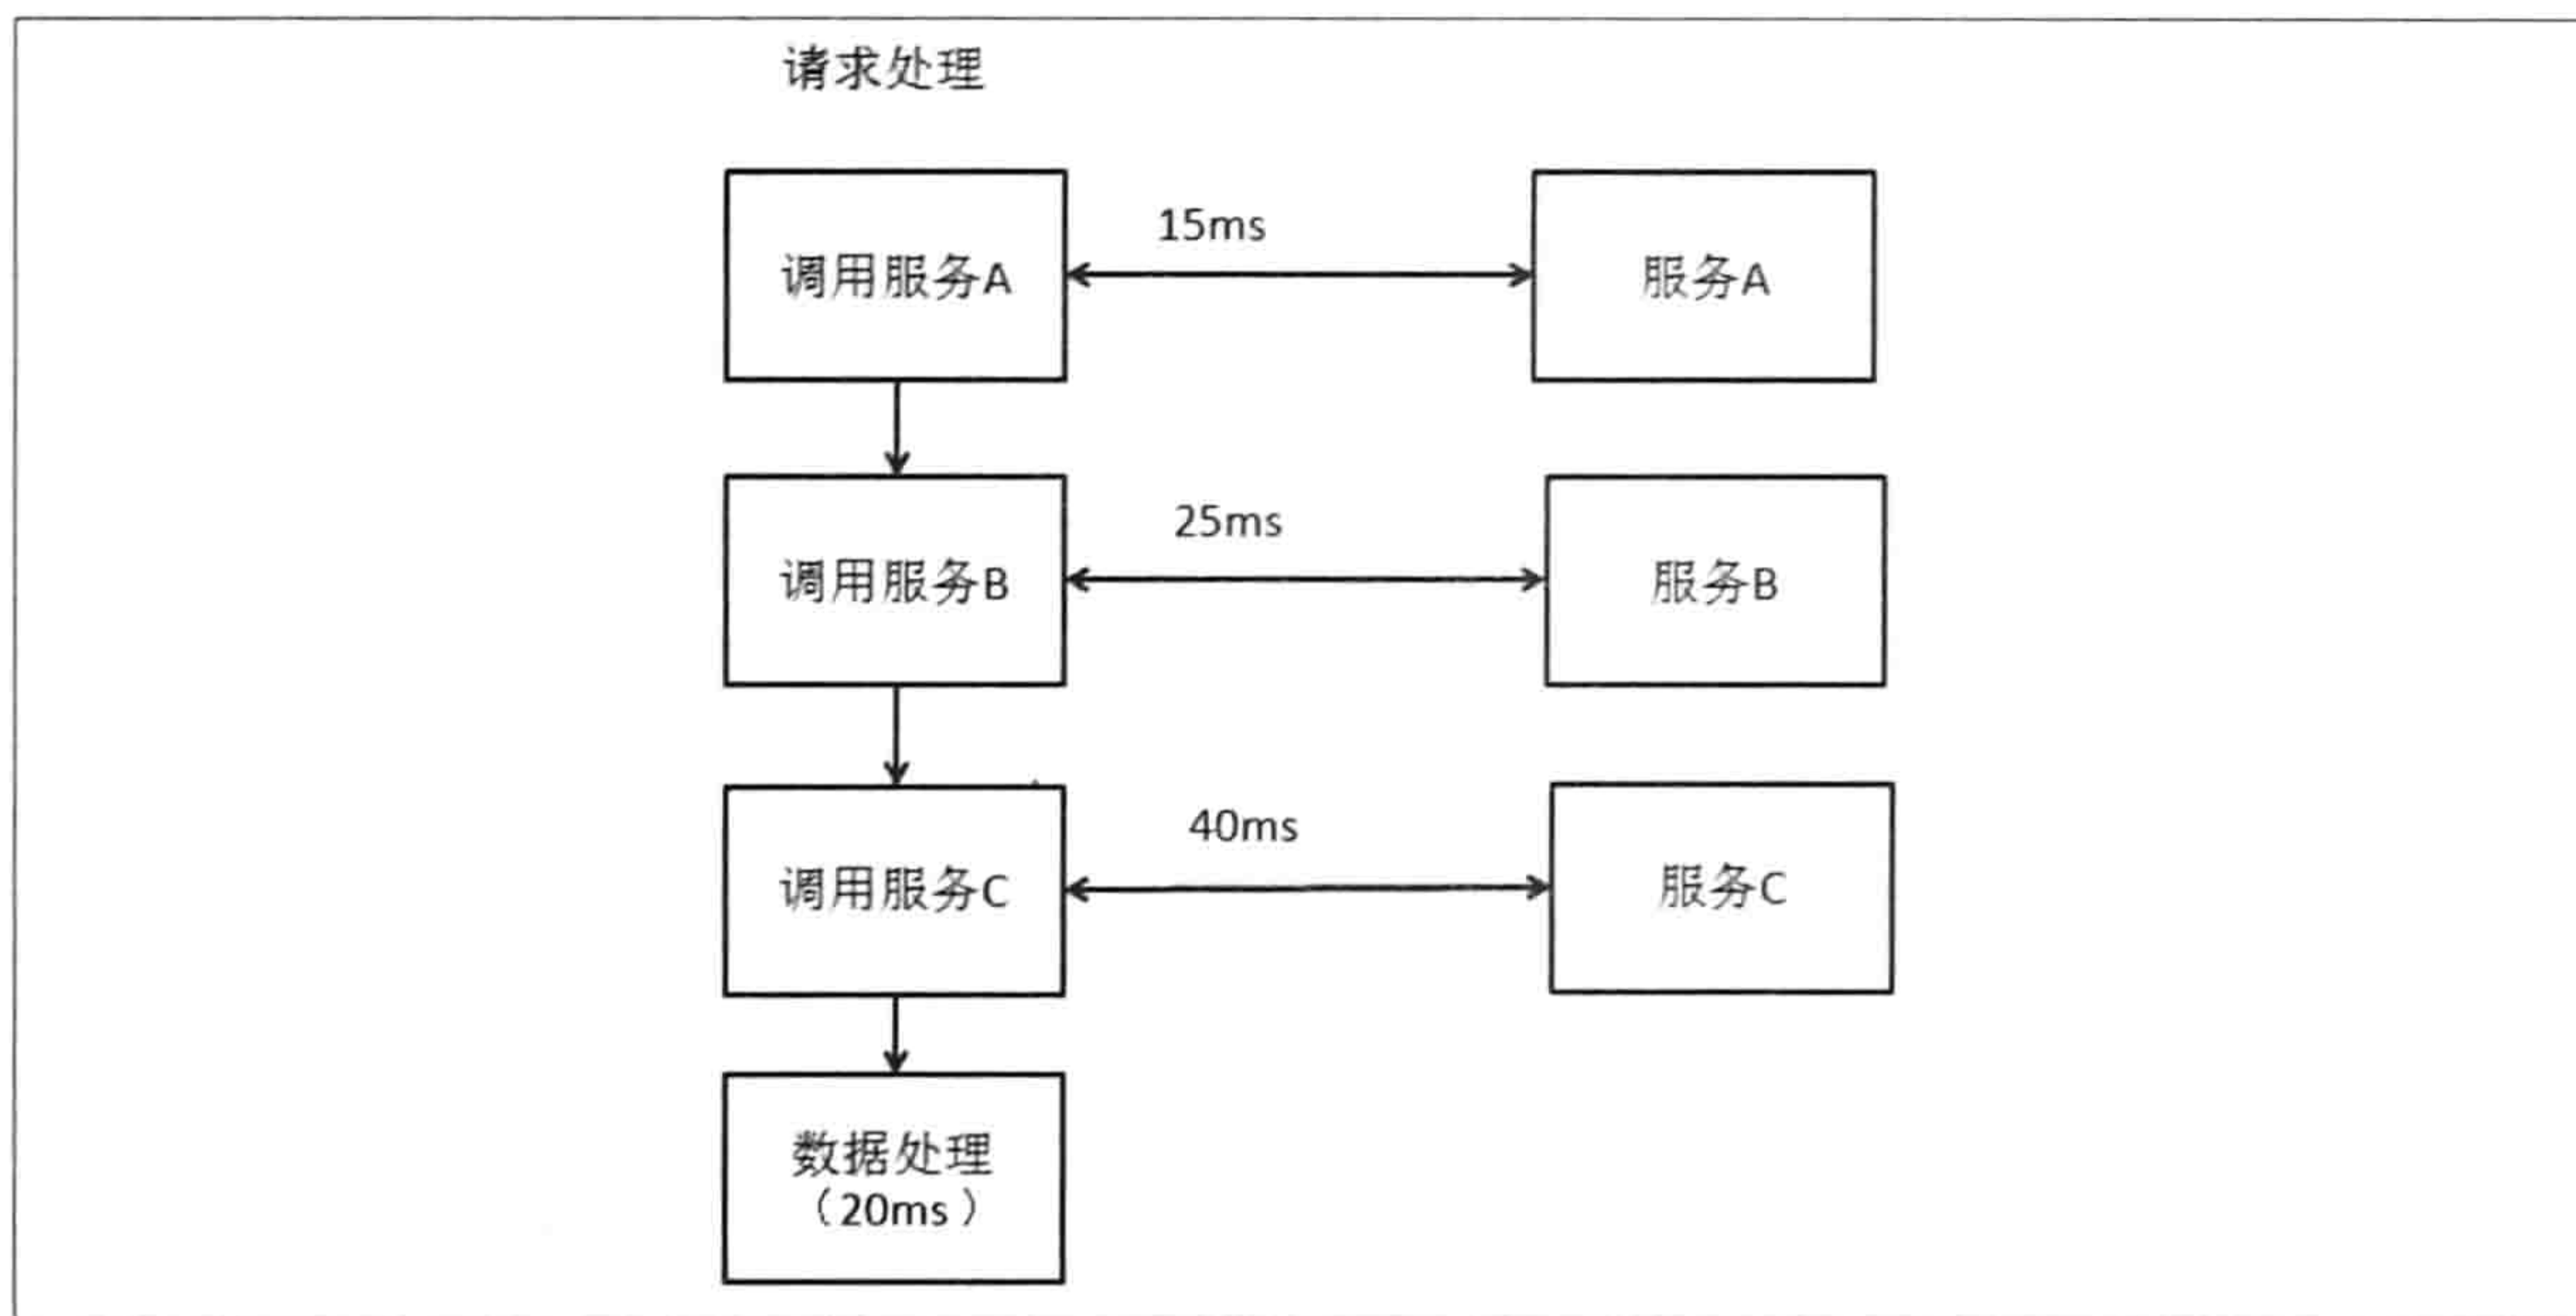 请求处理
调用服务A
15ms
服务A
调用服务B
25ms
服务B
调用服务C
40ms
服务C
数据处理
（20ms）